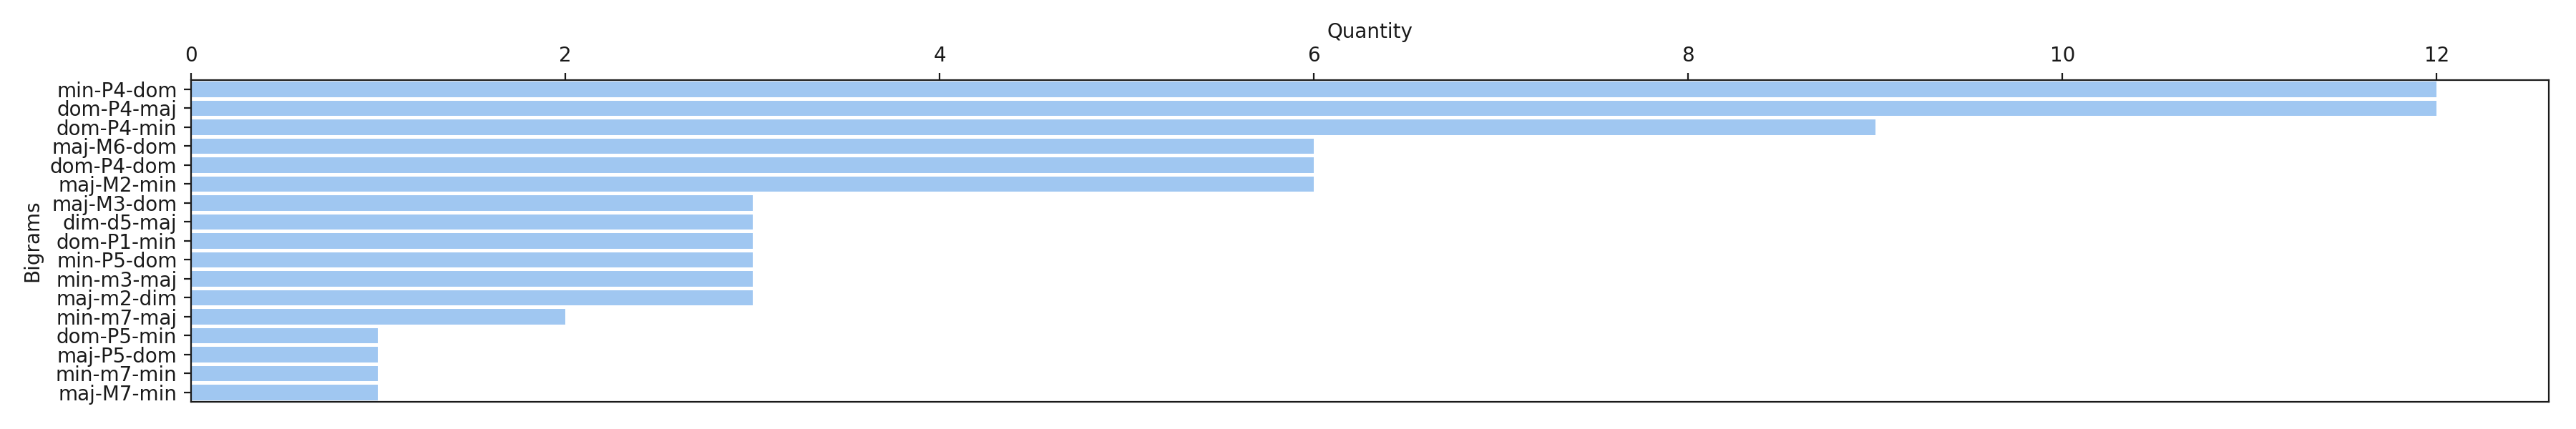 Quantity
0 2 4 6 8 10 12
Bigrams
min-P4-dom
dom-P4-maj
dom-P4-min
maj-M6-dom
dom-P4-dom
maj-M2-min
maj-M3-dom
dim-d5-maj
dom-P1-min
min-P5-dom
min-m3-maj
maj-m2-dim
min-m7-maj
dom-P5-min
maj-P5-dom
min-m7-min
maj-M7-min